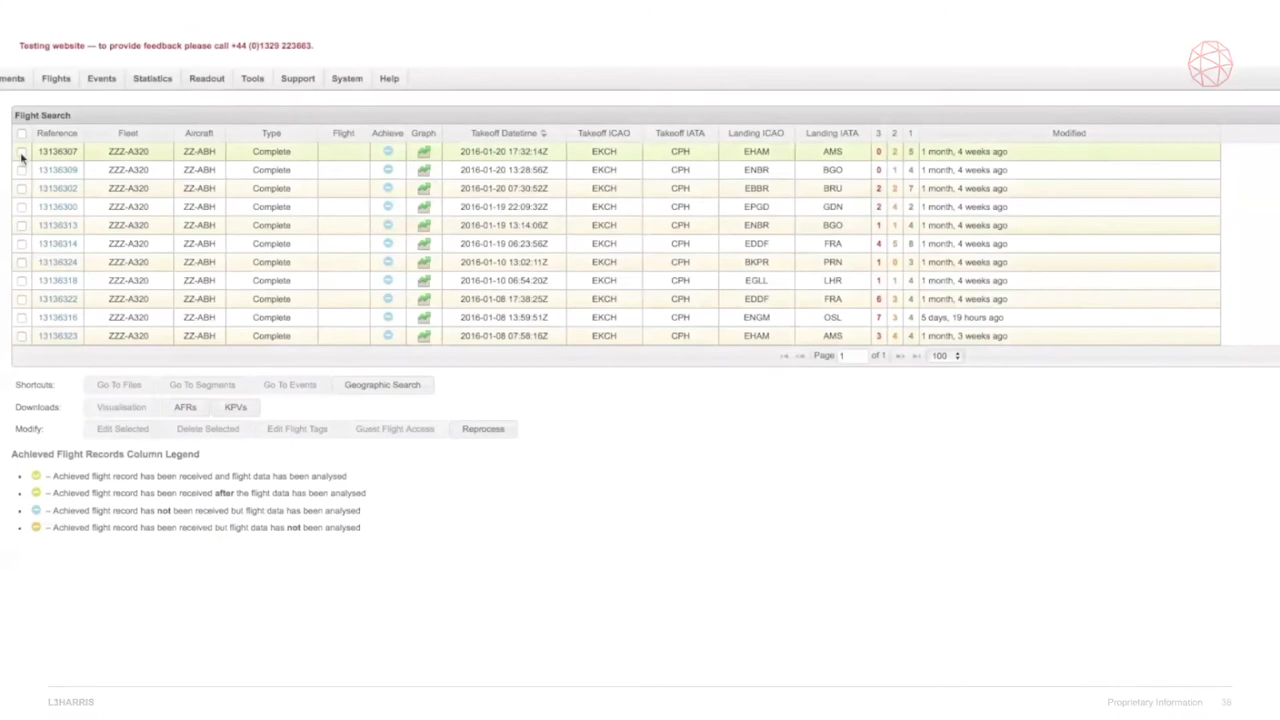 Testing website — to provide feedback please call +44 (0)1329 223663.
ments Flights Events Statistics Readout Tools Support System Help
Flight Search
Reference Fleet Aircraft Type Flight Achieve Graph Takeoff Datetime Takeoff ICAO Takeoff IATA Landing ICAO Landing IATA 3 2 1 Modified
13136307 ZZZ-A320 ZZ-ABH Complete 2016-01-20 17:32:14Z EKCH CPH EHAM AMS 0 2 5 1 month, 4 weeks ago
13136309 ZZZ-A320 ZZ-ABH Complete 2016-01-20 13:28:56Z EKCH CPH ENBR BGO 0 1 4 1 month, 4 weeks ago
13136302 ZZZ-A320 ZZ-ABH Complete 2016-01-20 07:30:52Z EKCH CPH EBBR BRU 2 2 7 1 month, 4 weeks ago
13136300 ZZZ-A320 ZZ-ABH Complete 2016-01-19 22:09:32Z EKCH CPH EPGD GDN 2 4 2 1 month, 4 weeks ago
13136313 ZZZ-A320 ZZ-ABH Complete 2016-01-19 13:14:06Z EKCH CPH ENBR BGO 1 1 4 1 month, 4 weeks ago
13136314 ZZZ-A320 ZZ-ABH Complete 2016-01-19 06:23:56Z EKCH CPH EDDF FRA 4 5 8 1 month, 4 weeks ago
13136324 ZZZ-A320 ZZ-ABH Complete 2016-01-10 13:02:11Z EKCH CPH BKPR PRN 1 0 3 1 month, 4 weeks ago
13136318 ZZZ-A320 ZZ-ABH Complete 2016-01-10 06:54:20Z EKCH CPH EGLL LHR 1 1 4 1 month, 4 weeks ago
13136322 ZZZ-A320 ZZ-ABH Complete 2016-01-08 17:38:25Z EKCH CPH EDDF FRA 6 3 4 1 month, 4 weeks ago
13136316 ZZZ-A320 ZZ-ABH Complete 2016-01-08 13:59:51Z EKCH CPH ENGM OSL 7 3 4 5 days, 19 hours ago
13136323 ZZZ-A320 ZZ-ABH Complete 2016-01-08 07:58:16Z EKCH CPH EHAM AMS 3 4 4 1 month, 3 weeks ago
Page 1 of 1 100
Shortcuts: Go To Files Go To Segments Go To Events Geographic Search
Downloads: Visualisation AFRs KPVs
Modify: Edit Selected Delete Selected Edit Flight Tags Guest Flight Access Reprocess
Achieved Flight Records Column Legend
• – Achieved flight record has been received and flight data has been analysed
• – Achieved flight record has been received after the flight data has been analysed
• – Achieved flight record has not been received but flight data has been analysed
• – Achieved flight record has been received but flight data has not been analysed
L3HARRIS Proprietary Information 38